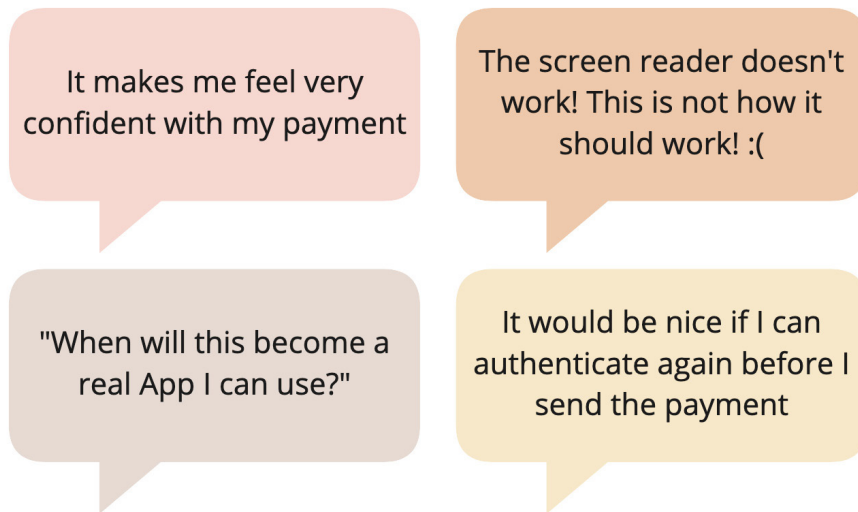 It makes me feel very
confident with my payment
The screen reader doesn't
work! This is not how it
should work! :(
"When will this become a
real App I can use?"
It would be nice if I can
authenticate again before I
send the payment